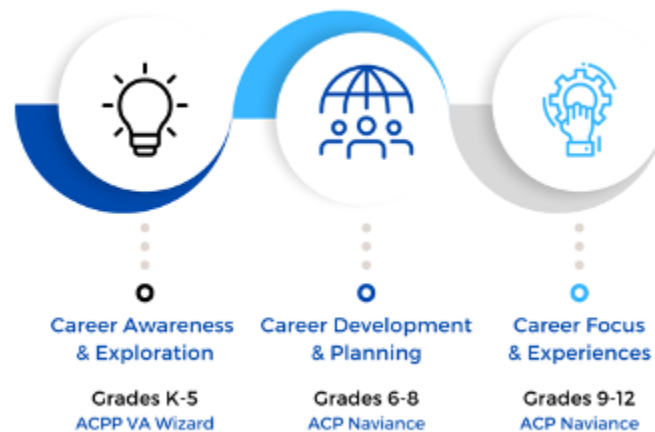 Career Awareness
& Exploration
Grades K-5
ACPP VA Wizard
Career Development
& Planning
Grades 6-8
ACP Naviance
Career Focus
& Experiences
Grades 9-12
ACP Naviance